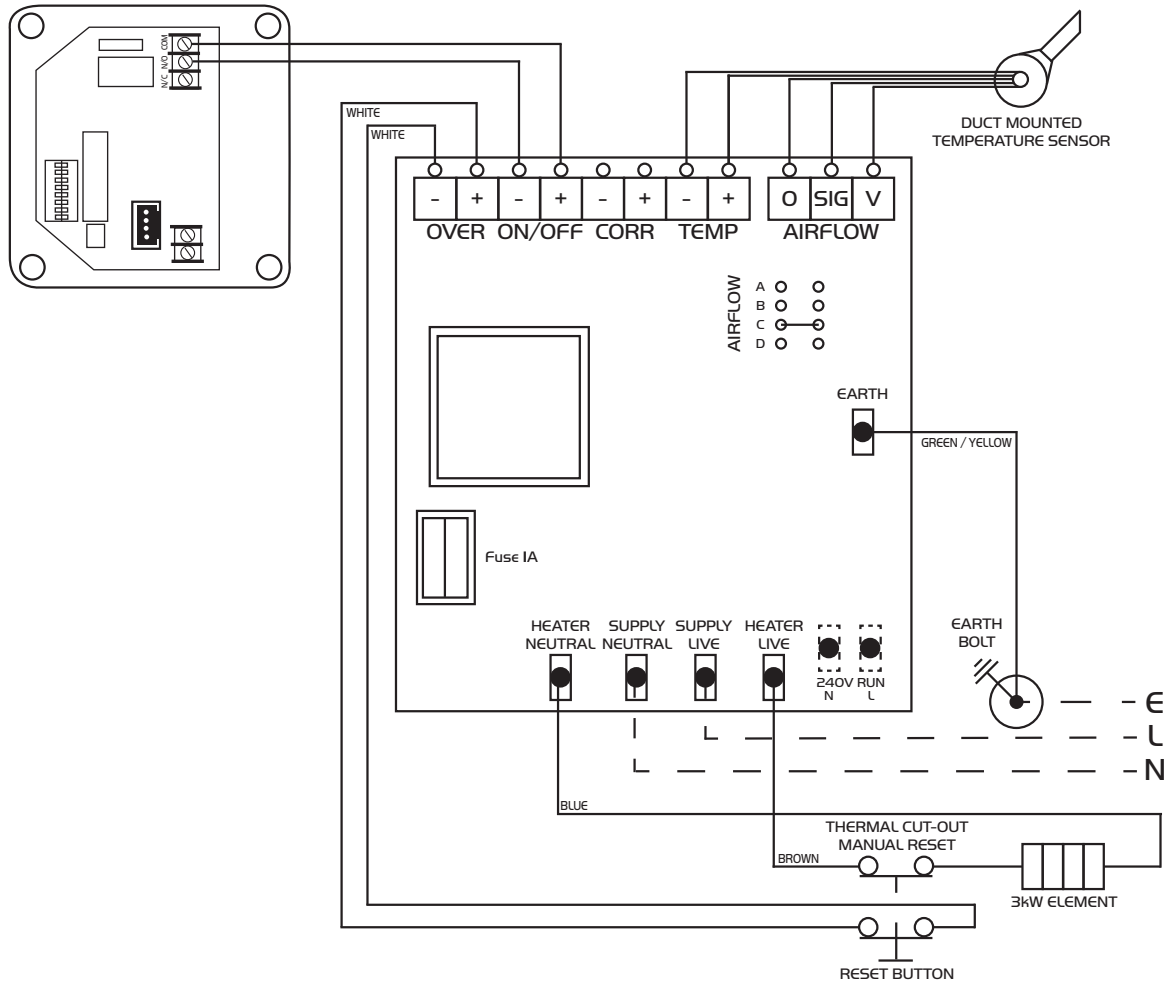 COM
N/O
N/C
WHITE
WHITE
DUCT MOUNTED
TEMPERATURE SENSOR
- + - + - + - + O SIG V
OVER ON/OFF CORR TEMP AIRFLOW
AIRFLOW
A
B
C
D
EARTH
GREEN / YELLOW
Fuse 1A
HEATER
NEUTRAL
SUPPLY
NEUTRAL
SUPPLY
LIVE
HEATER
LIVE
240V RUN
N L
EARTH
BOLT
E
L
N
BLUE
THERMAL CUT-OUT
MANUAL RESET
BROWN
3kW ELEMENT
RESET BUTTON